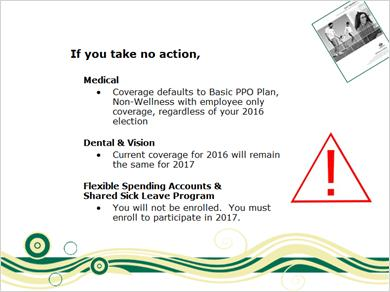 If you take no action,
Medical
• Coverage defaults to Basic PPO Plan,
Non-Wellness with employee only
coverage, regardless of your 2016
election
Dental & Vision
• Current coverage for 2016 will remain
the same for 2017
Flexible Spending Accounts &
Shared Sick Leave Program
• You will not be enrolled. You must
enroll to participate in 2017.
!